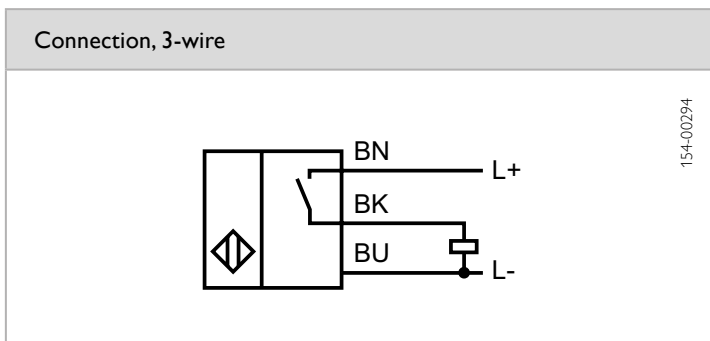 Connection, 3-wire
154-00294
BN
L+
BK
BU
L-